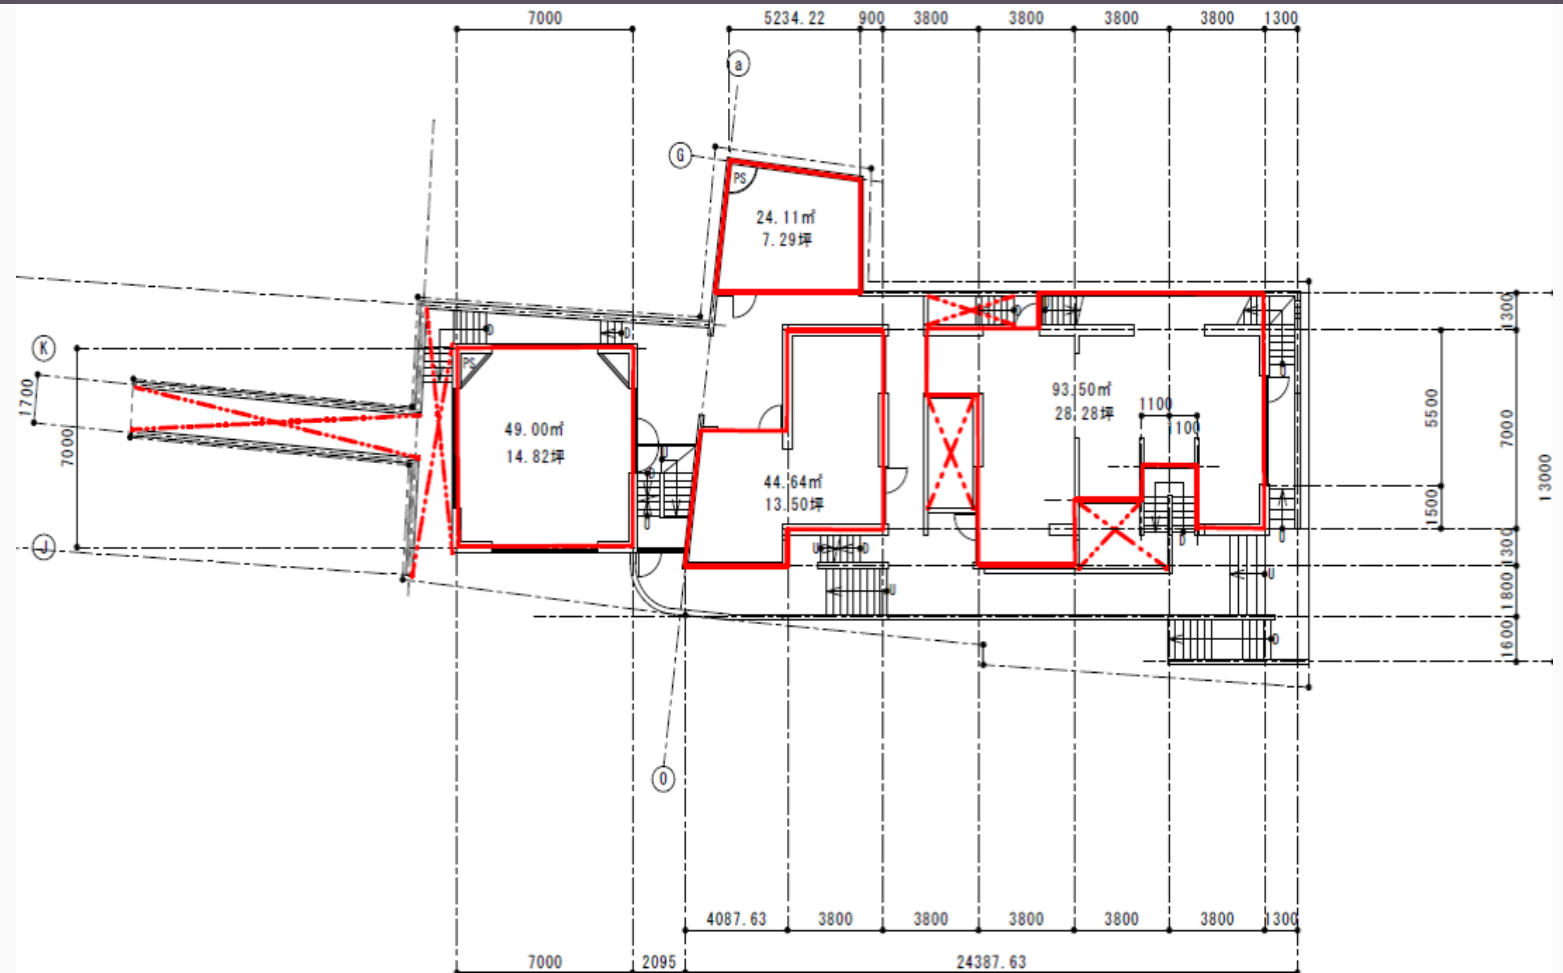 7000
5234.22
900
3800
3800
3800
3800
1300
a
G
PS
24.11㎡
7.29坪
1300
K
D
D
D
U
PS
1700
7000
49.00㎡
14.82坪
93.50㎡
28.28坪
1100
1100
5500
7000
13000
U
D
44.64㎡
13.50坪
1500
U
D
U
J
U
D
1300
U
U
1800
D
1600
O
4087.63
3800
3800
3800
3800
3800
1300
7000
2095
24387.63